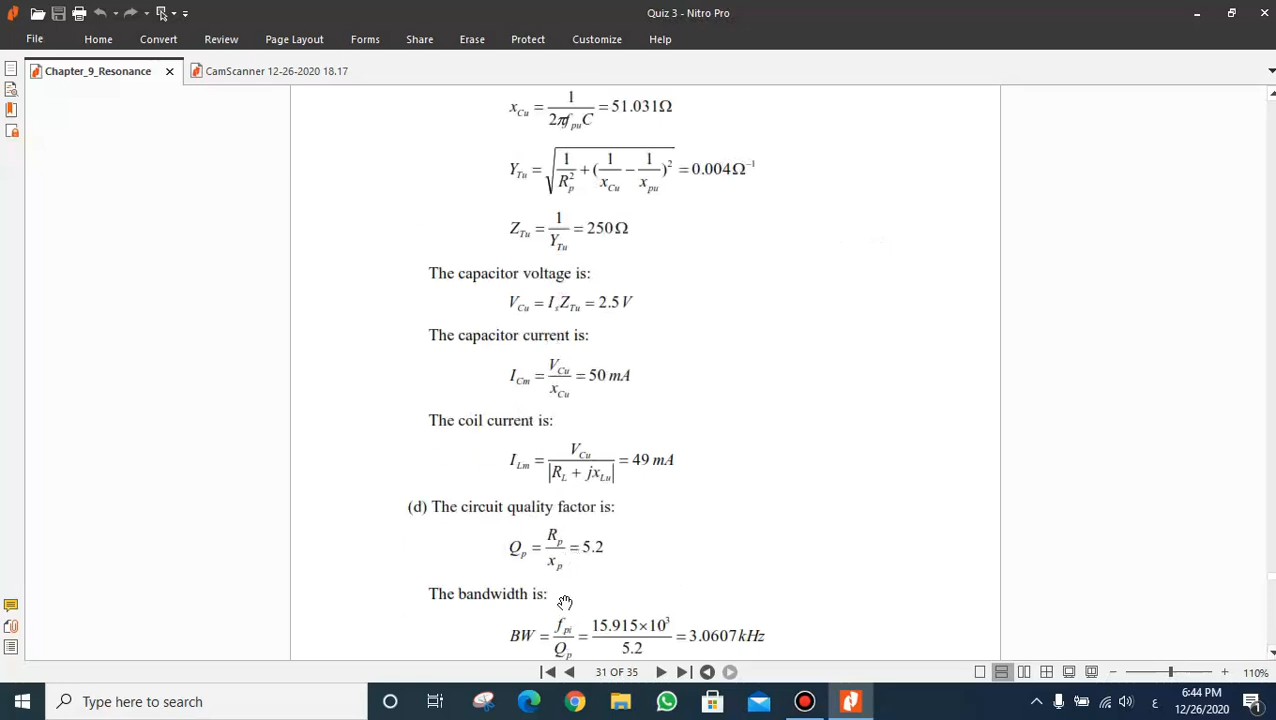 Quiz 3 - Nitro Pro
File Home Convert Review Page Layout Forms Share Erase Protect Customize Help
Chapter_9_Resonance CamScanner 12-26-2020 18.17
x_Cu = 1 / 2πf_pu C = 51.031Ω
Y_Tu = √(1/R_p² + (1/x_Cu − 1/x_pu)²) = 0.004 Ω⁻¹
Z_Tu = 1 / Y_Tu = 250 Ω
The capacitor voltage is:
V_Cu = I_s Z_Tu = 2.5 V
The capacitor current is:
I_Cm = V_Cu / x_Cu = 50 mA
The coil current is:
I_Lm = V_Cu / |R_L + jx_Lu| = 49 mA
(d) The circuit quality factor is:
Q_p = R_p / x_p = 5.2
The bandwidth is:
BW = f_pi / Q_p = 15.915×10³ / 5.2 = 3.0607 kHz
31 OF 35
110%
Type here to search
ع
6:44 PM
12/26/2020
1